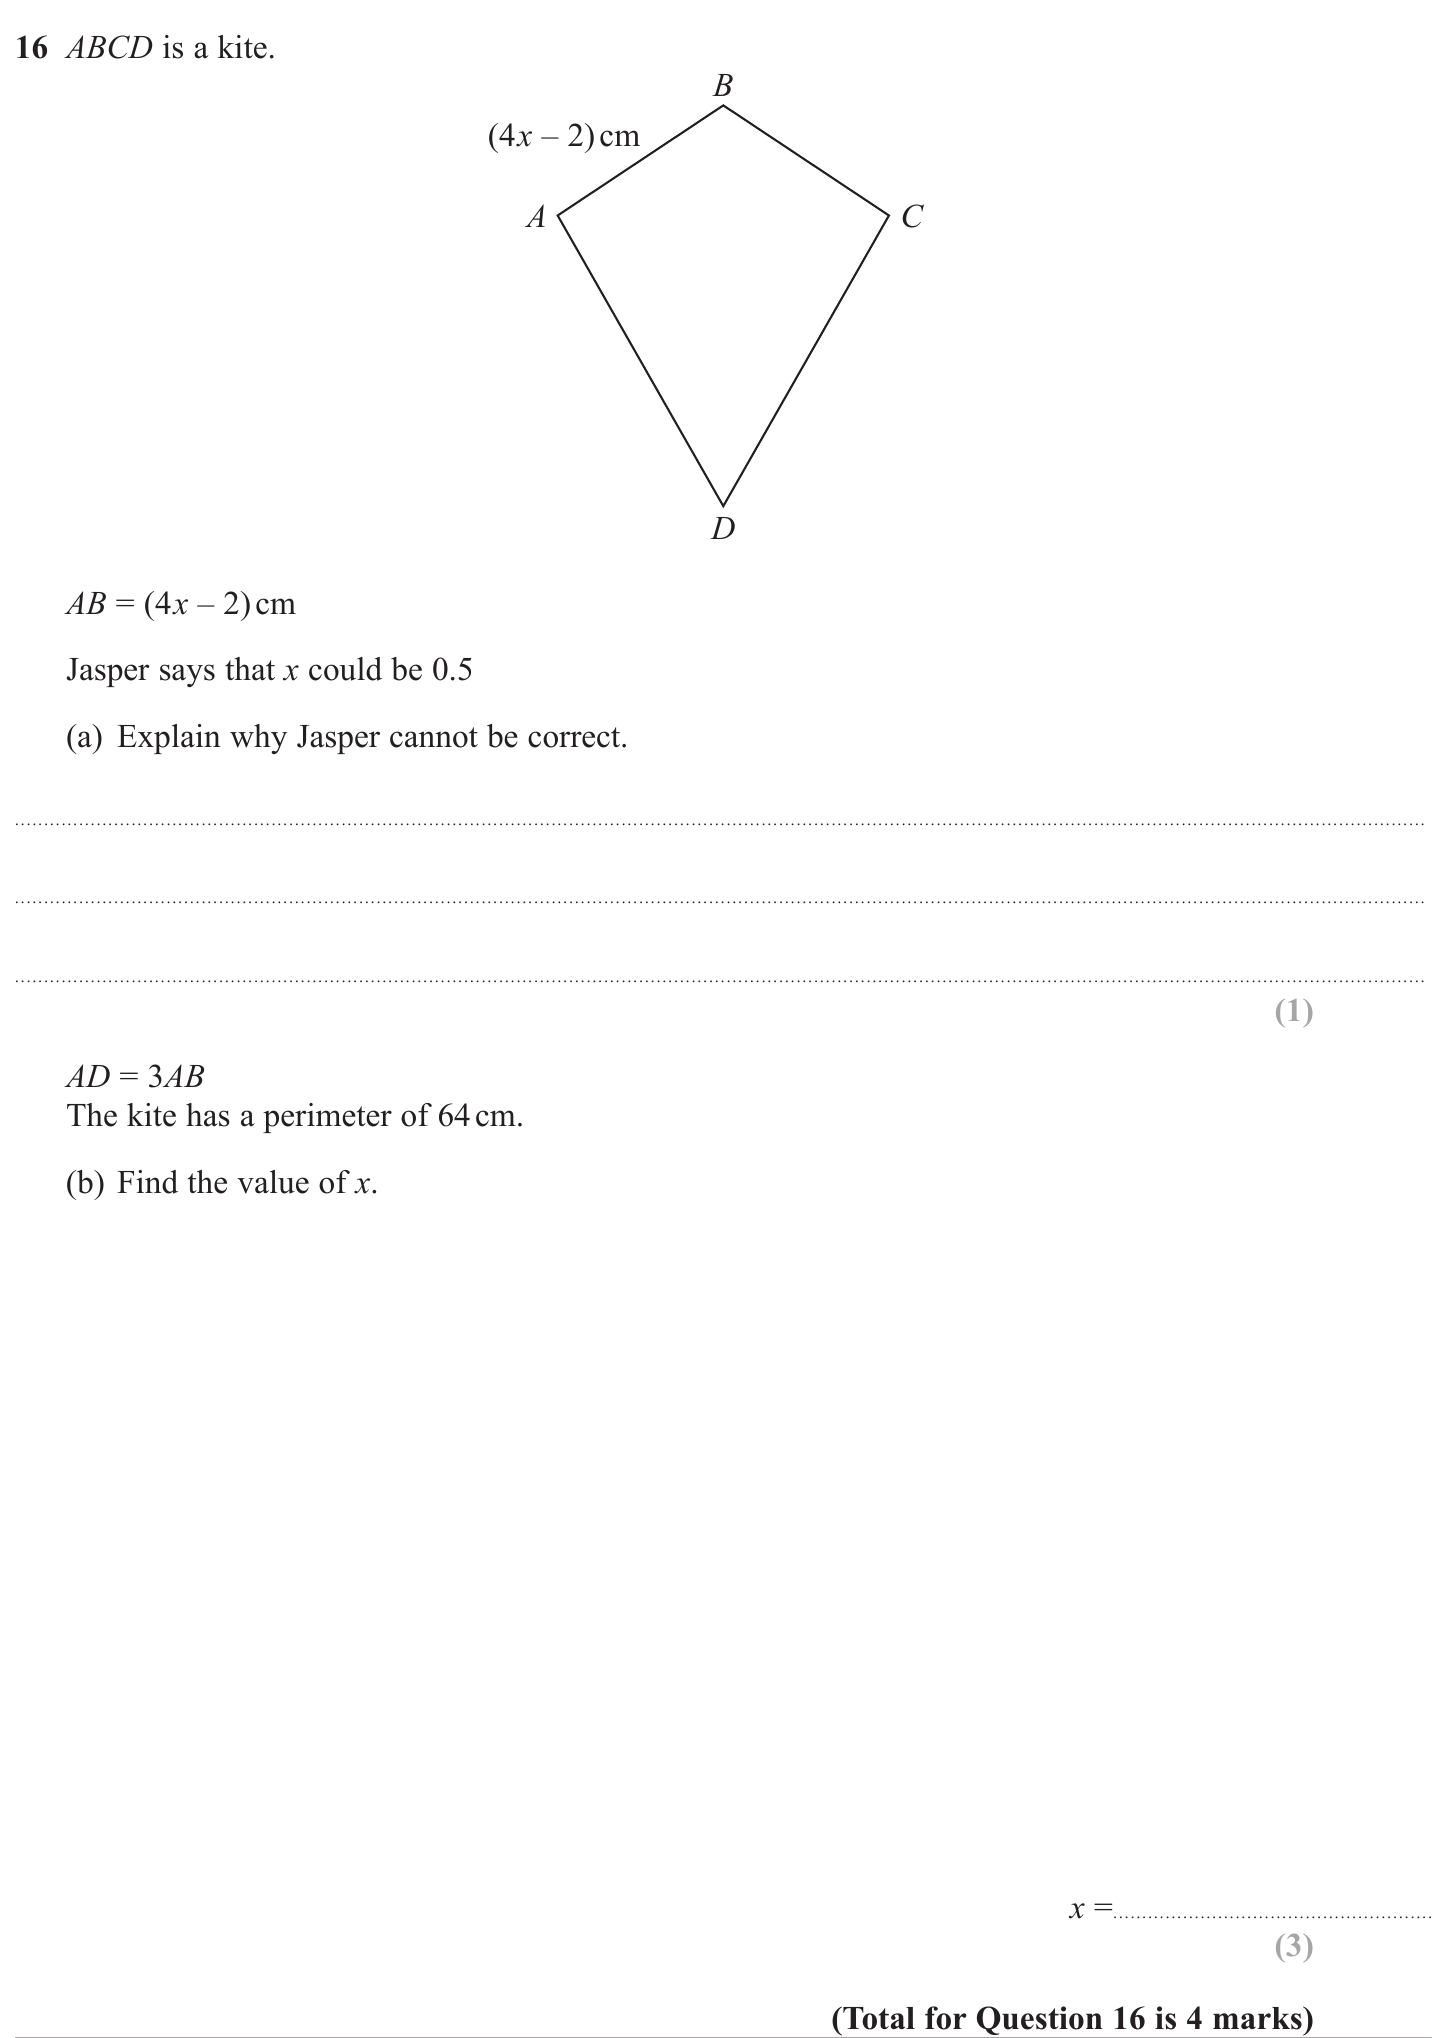 16 ABCD is a kite.
B
(4x – 2) cm
A
C
D
AB = (4x – 2) cm
Jasper says that x could be 0.5
(a) Explain why Jasper cannot be correct.
(1)
AD = 3AB
The kite has a perimeter of 64 cm.
(b) Find the value of x.
x =
(3)
(Total for Question 16 is 4 marks)